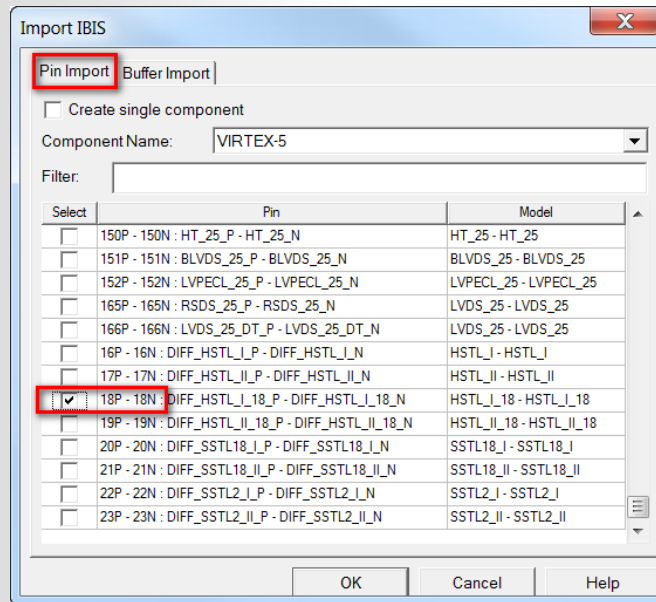 Import IBIS
Pin Import Buffer Import
Create single component
Component Name: VIRTEX-5
Filter:
Select Pin Model
150P - 150N : HT_25_P - HT_25_N HT_25 - HT_25
151P - 151N : BLVDS_25_P - BLVDS_25_N BLVDS_25 - BLVDS_25
152P - 152N : LVPECL_25_P - LVPECL_25_N LVPECL_25 - LVPECL_25
165P - 165N : RSDS_25_P - RSDS_25_N LVDS_25 - LVDS_25
166P - 166N : LVDS_25_DT_P - LVDS_25_DT_N LVDS_25 - LVDS_25
16P - 16N : DIFF_HSTL_I_P - DIFF_HSTL_I_N HSTL_I - HSTL_I
17P - 17N : DIFF_HSTL_II_P - DIFF_HSTL_II_N HSTL_II - HSTL_II
18P - 18N : DIFF_HSTL_I_18_P - DIFF_HSTL_I_18_N HSTL_I_18 - HSTL_I_18
19P - 19N : DIFF_HSTL_II_18_P - DIFF_HSTL_II_18_N HSTL_II_18 - HSTL_II_18
20P - 20N : DIFF_SSTL18_I_P - DIFF_SSTL18_I_N SSTL18_I - SSTL18_I
21P - 21N : DIFF_SSTL18_II_P - DIFF_SSTL18_II_N SSTL18_II - SSTL18_II
22P - 22N : DIFF_SSTL2_I_P - DIFF_SSTL2_I_N SSTL2_I - SSTL2_I
23P - 23N : DIFF_SSTL2_II_P - DIFF_SSTL2_II_N SSTL2_II - SSTL2_II
OK Cancel Help